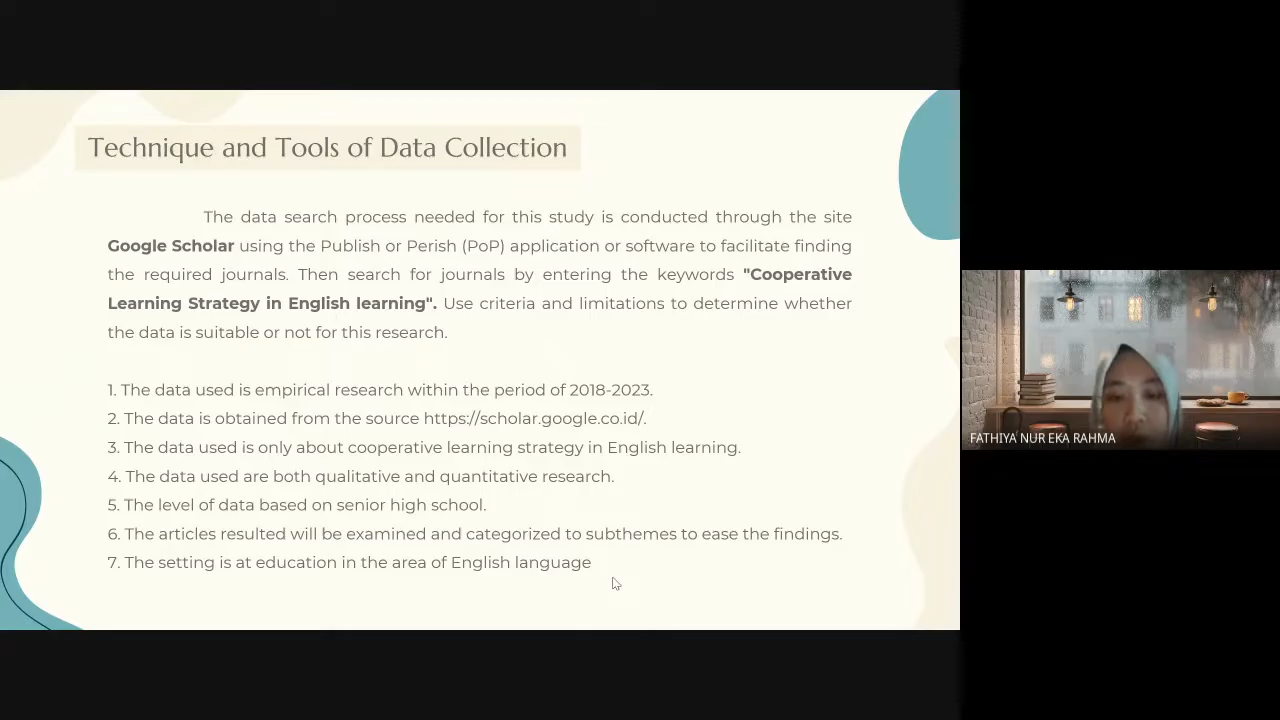 Technique and Tools of Data Collection
The data search process needed for this study is conducted through the site
Google Scholar using the Publish or Perish (PoP) application or software to facilitate finding
the required journals. Then search for journals by entering the keywords "Cooperative
Learning Strategy in English learning". Use criteria and limitations to determine whether
the data is suitable or not for this research.
1. The data used is empirical research within the period of 2018-2023.
2. The data is obtained from the source https://scholar.google.co.id/.
3. The data used is only about cooperative learning strategy in English learning.
4. The data used are both qualitative and quantitative research.
5. The level of data based on senior high school.
6. The articles resulted will be examined and categorized to subthemes to ease the findings.
7. The setting is at education in the area of English language
FATHIYA NUR EKA RAHMA